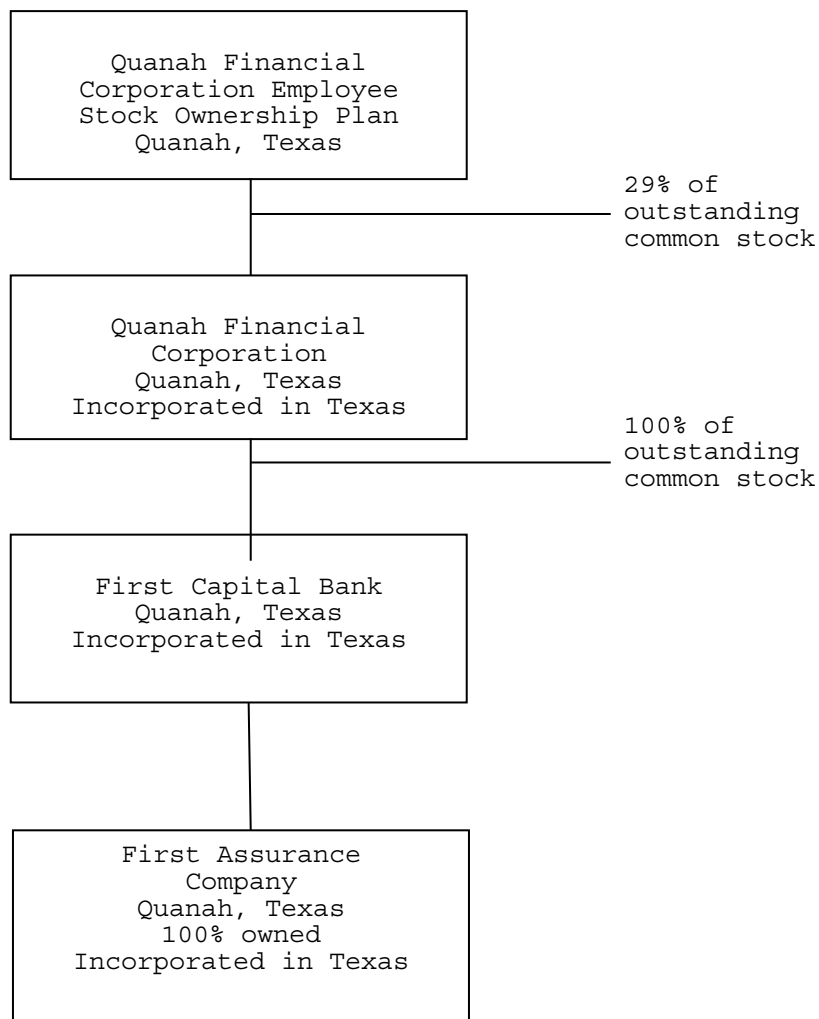 Quanah Financial
Corporation Employee
Stock Ownership Plan
Quanah, Texas
29% of
outstanding
common stock
Quanah Financial
Corporation
Quanah, Texas
Incorporated in Texas
100% of
outstanding
common stock
First Capital Bank
Quanah, Texas
Incorporated in Texas
First Assurance
Company
Quanah, Texas
100% owned
Incorporated in Texas